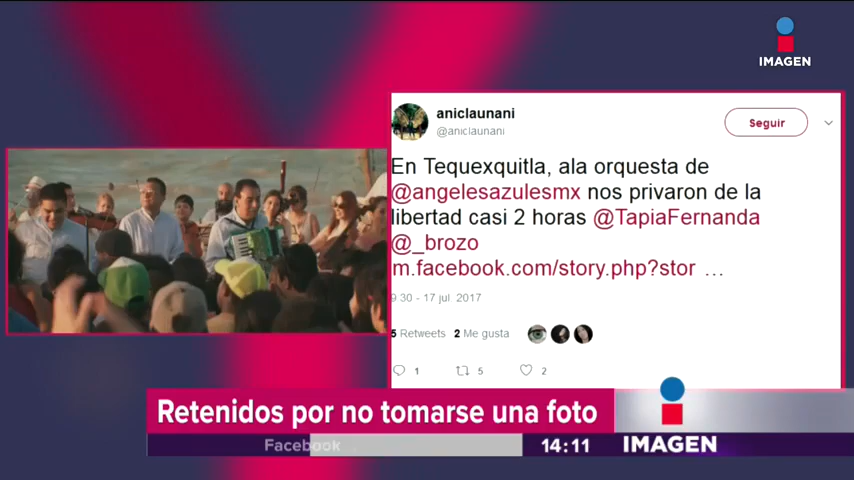 IMAGEN
aniclaunani
@aniclaunani
Seguir
En Tequexquitla, ala orquesta de
@angelesazulesmx nos privaron de la
libertad casi 2 horas @TapiaFernanda
@_brozo
m.facebook.com/story.php?stor …
9:30 - 17 jul 2017
5 Retweets 2 Me gusta
1 5 2
Retenidos por no tomarse una foto
Facebook
14:11 IMAGEN